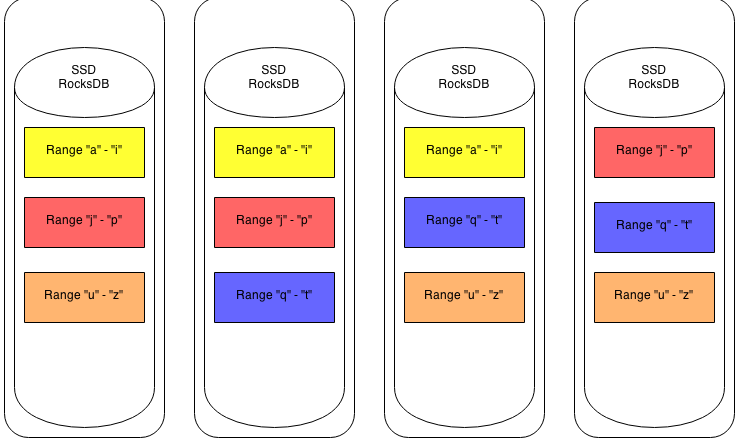 SSD
RocksDB
Range "a" - "i"
Range "j" - "p"
Range "u" - "z"
SSD
RocksDB
Range "a" - "i"
Range "j" - "p"
Range "q" - "t"
SSD
RocksDB
Range "a" - "i"
Range "q" - "t"
Range "u" - "z"
SSD
RocksDB
Range "j" - "p"
Range "q" - "t"
Range "u" - "z"